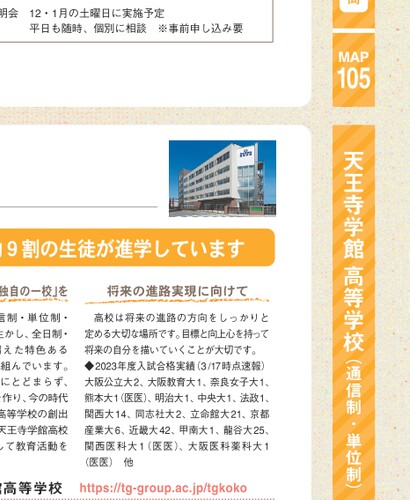 明会　12・1月の土曜日に実施予定
平日も随時、個別に相談　※事前申し込み要
MAP
105
天王寺学館 高等学校（通信制・単位制）
9割の生徒が進学しています
独自の一校」を
信制・単位制・
生かし、全日制・
超えた特色ある
組んでいます。
にとどまらず、
を作り、今の時代
高等学校の創出
天王寺学館高校
して教育活動を
将来の進路実現に向けて
高校は将来の進路の方向をしっかりと
定める大切な場所です。目標と向上心を持って
将来の自分を描いていくことが大切です。
◆2023年度入試合格実績（3/17時点速報）
大阪公立大2、大阪教育大1、奈良女子大1、
熊本大1（医医）、明治大1、中央大1、法政1、
関西大14、同志社大2、立命館大21、京都
産業大6、近畿大42、甲南大1、龍谷大25、
関西医科大1（医医）、大阪医科薬科大1
（医医）　他
館高等学校
https://tg-group.ac.jp/tgkoko